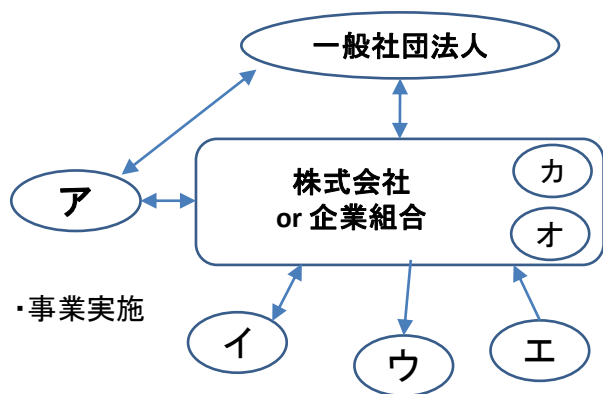 一般社団法人
カ
株式会社
or 企業組合
ア
オ
・事業実施
イ
ウ
エ